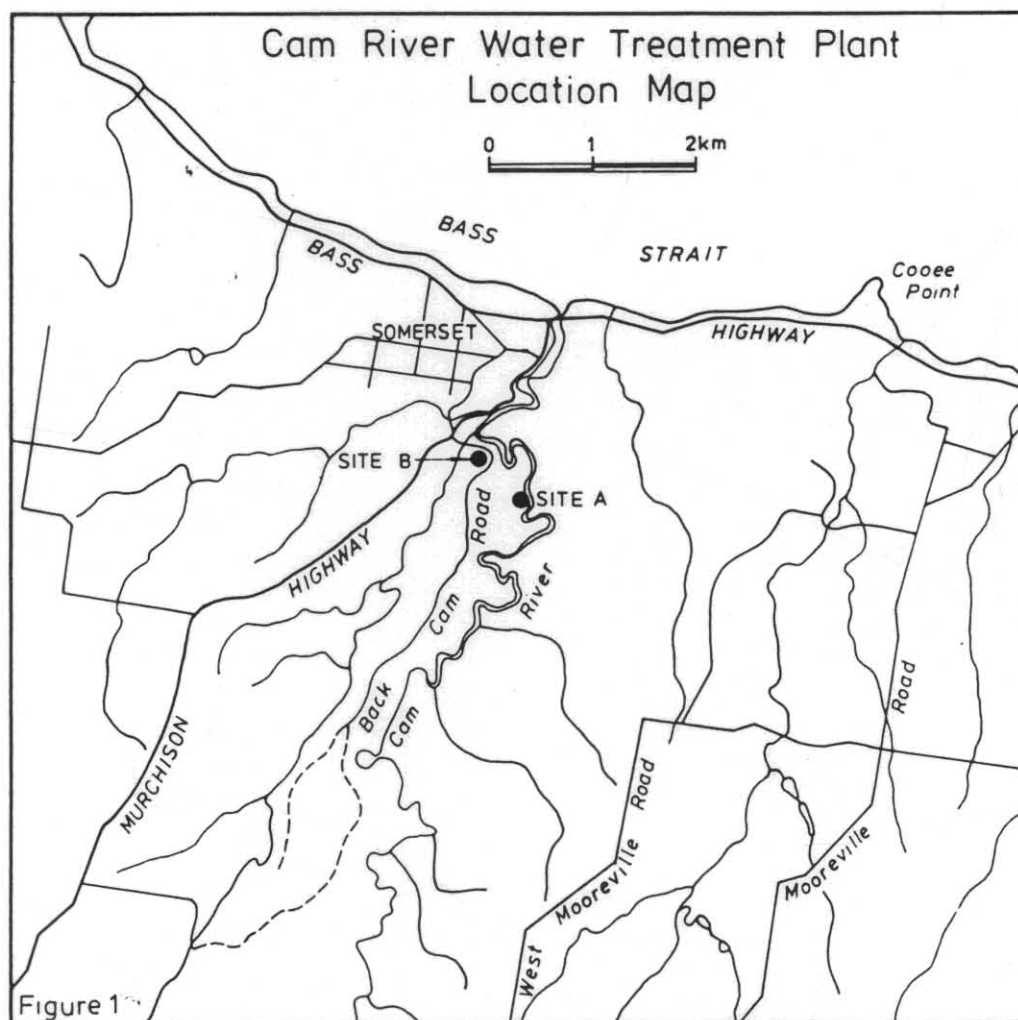 Cam River Water Treatment Plant
Location Map
0 1 2km
BASS
STRAIT
BASS
HIGHWAY
Cooee
Point
SOMERSET
SITE B
SITE A
HIGHWAY
MURCHISON
Road
Cam
Back
Cam
River
Road
Mooreville
West
Road
Mooreville
Figure 1